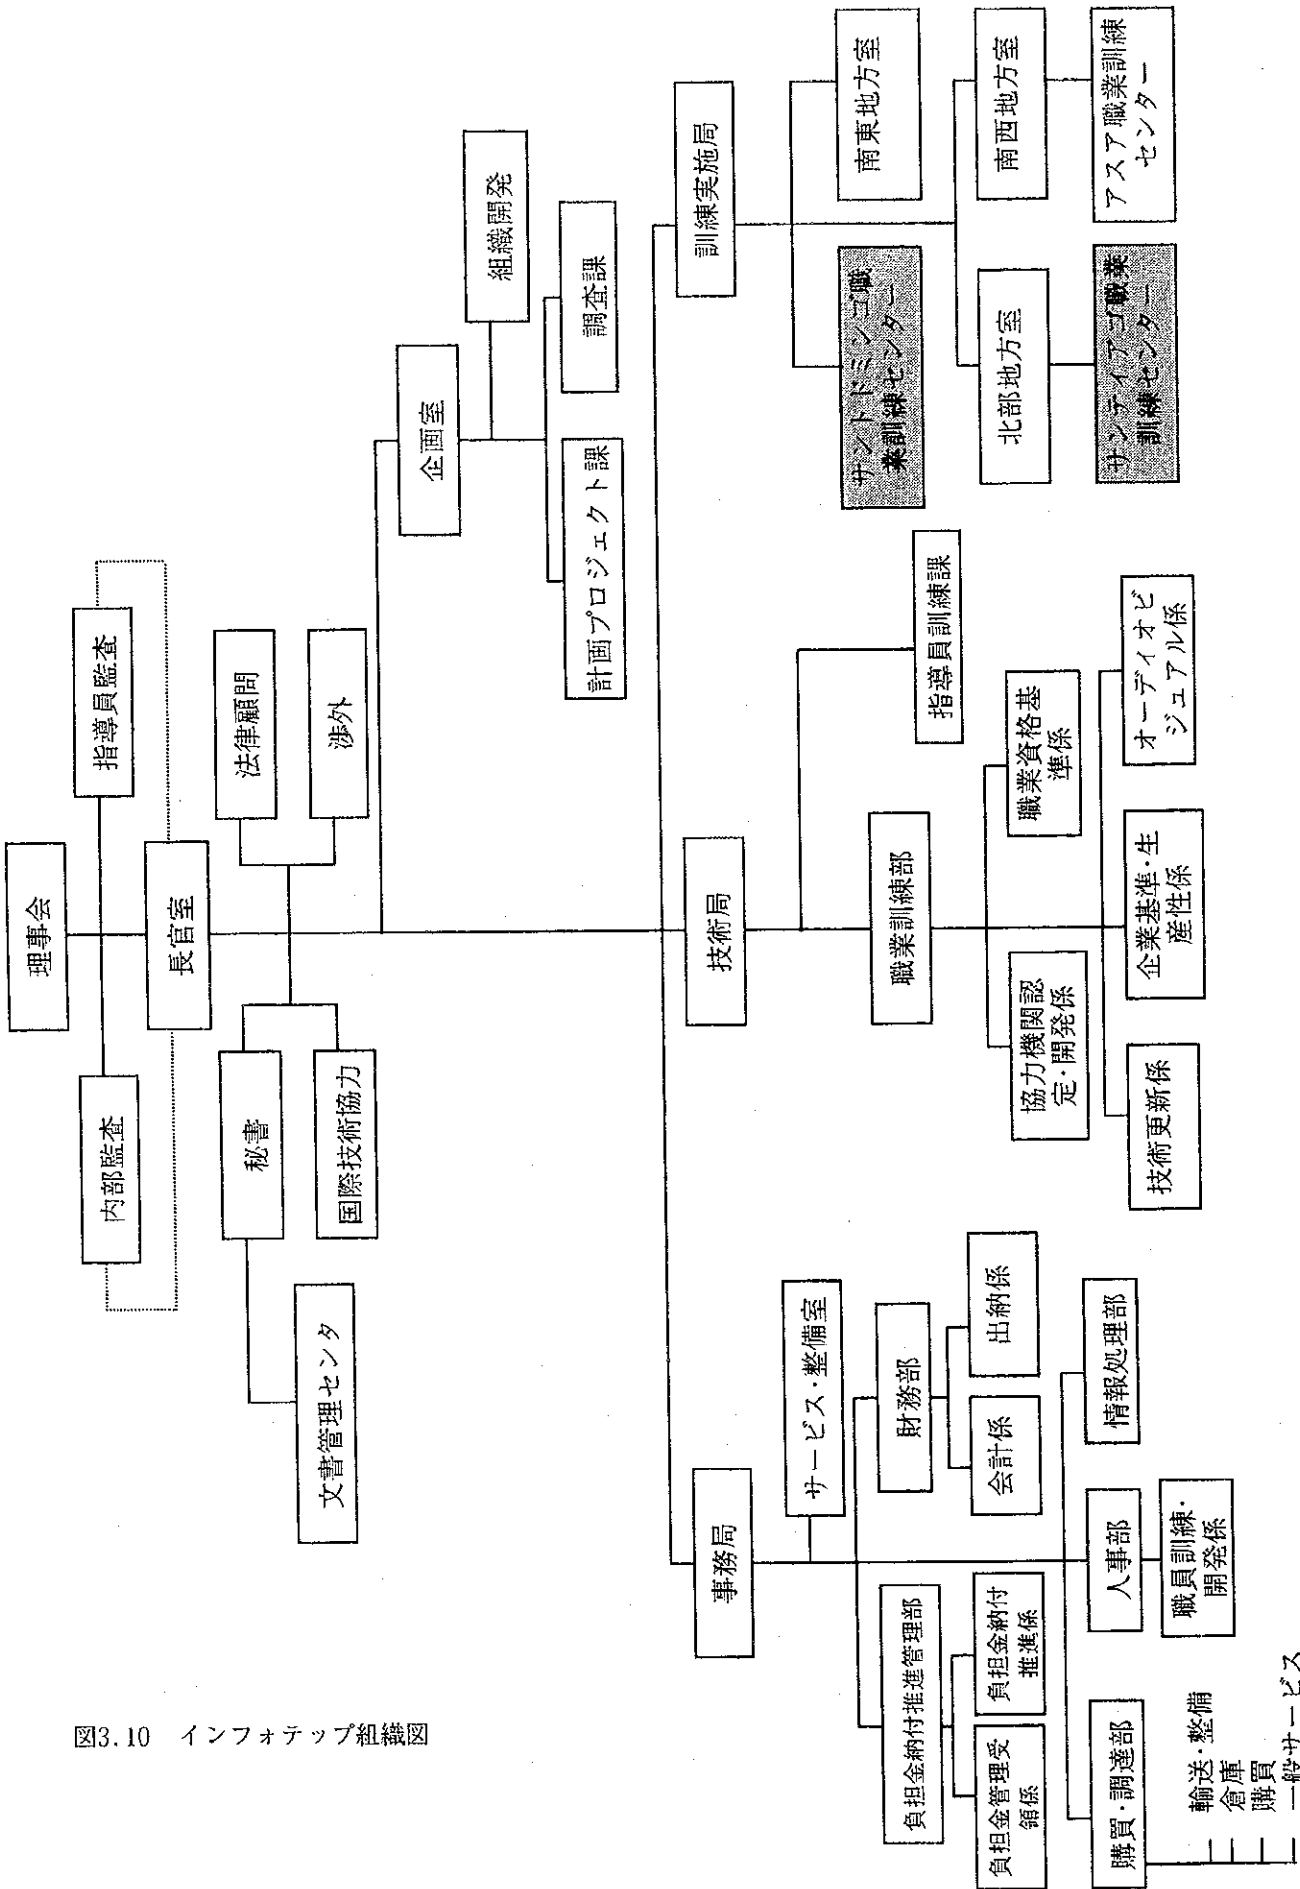 理事会
内部監査
指導員監査
長官室
秘書
法律顧問
国際技術協力
渉外
文書管理センタ
企画室
組織開発
計画プロジェクト課
調査課
事務局
技術局
訓練実施局
サービス・整備室
負担金納付推進管理部
財務部
負担金管理受
領係
負担金納付
推進係
会計係
出納係
購買・調達部
人事部
情報処理部
職員訓練・
開発係
輸送・整備
倉庫
購買
一般サービス
指導員訓練課
職業訓練部
協力機関認
定・開発係
職業資格基
準係
技術更新係
企業基準・生
産性係
オーディオビ
ジュアル係
サントドミンゴ職
業訓練センター
南東地方室
北部地方室
南西地方室
サンティアゴ職業
訓練センター
アスア職業訓練
センター
図3.10 インフォテップ組織図